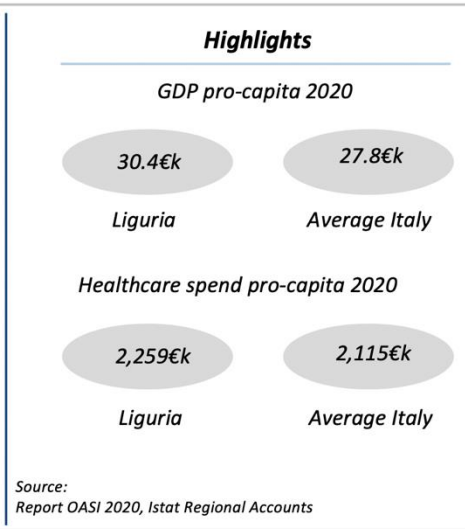 Highlights
GDP pro-capita 2020
30.4€k 27.8€k
Liguria Average Italy
Healthcare spend pro-capita 2020
2,259€k 2,115€k
Liguria Average Italy
Source:
Report OASI 2020, Istat Regional Accounts